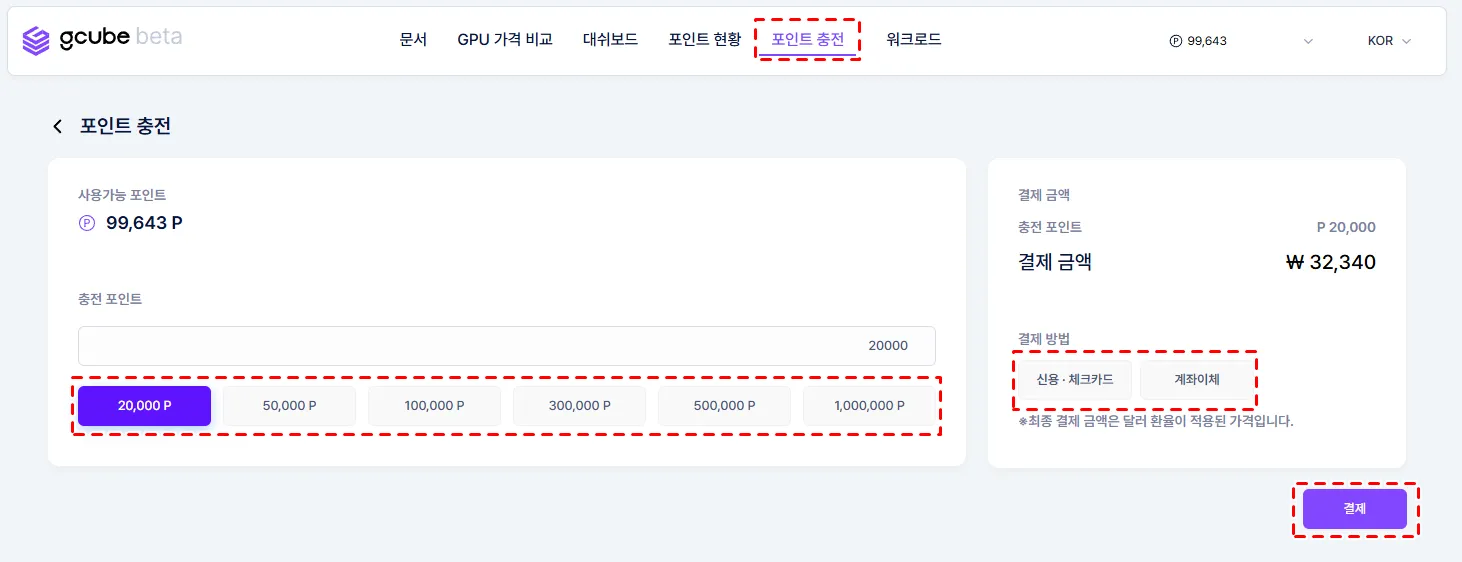 gcube beta
문서 GPU 가격 비교 대쉬보드 포인트 현황 포인트 충전 워크로드
P 99,643
KOR
포인트 충전
사용가능 포인트
P 99,643 P
충전 포인트
20000
20,000 P 50,000 P 100,000 P 300,000 P 500,000 P 1,000,000 P
결제 금액
충전 포인트 P 20,000
결제 금액 ₩ 32,340
결제 방법
신용 · 체크카드 계좌이체
※최종 결제 금액은 달러 환율이 적용된 가격입니다.
결제